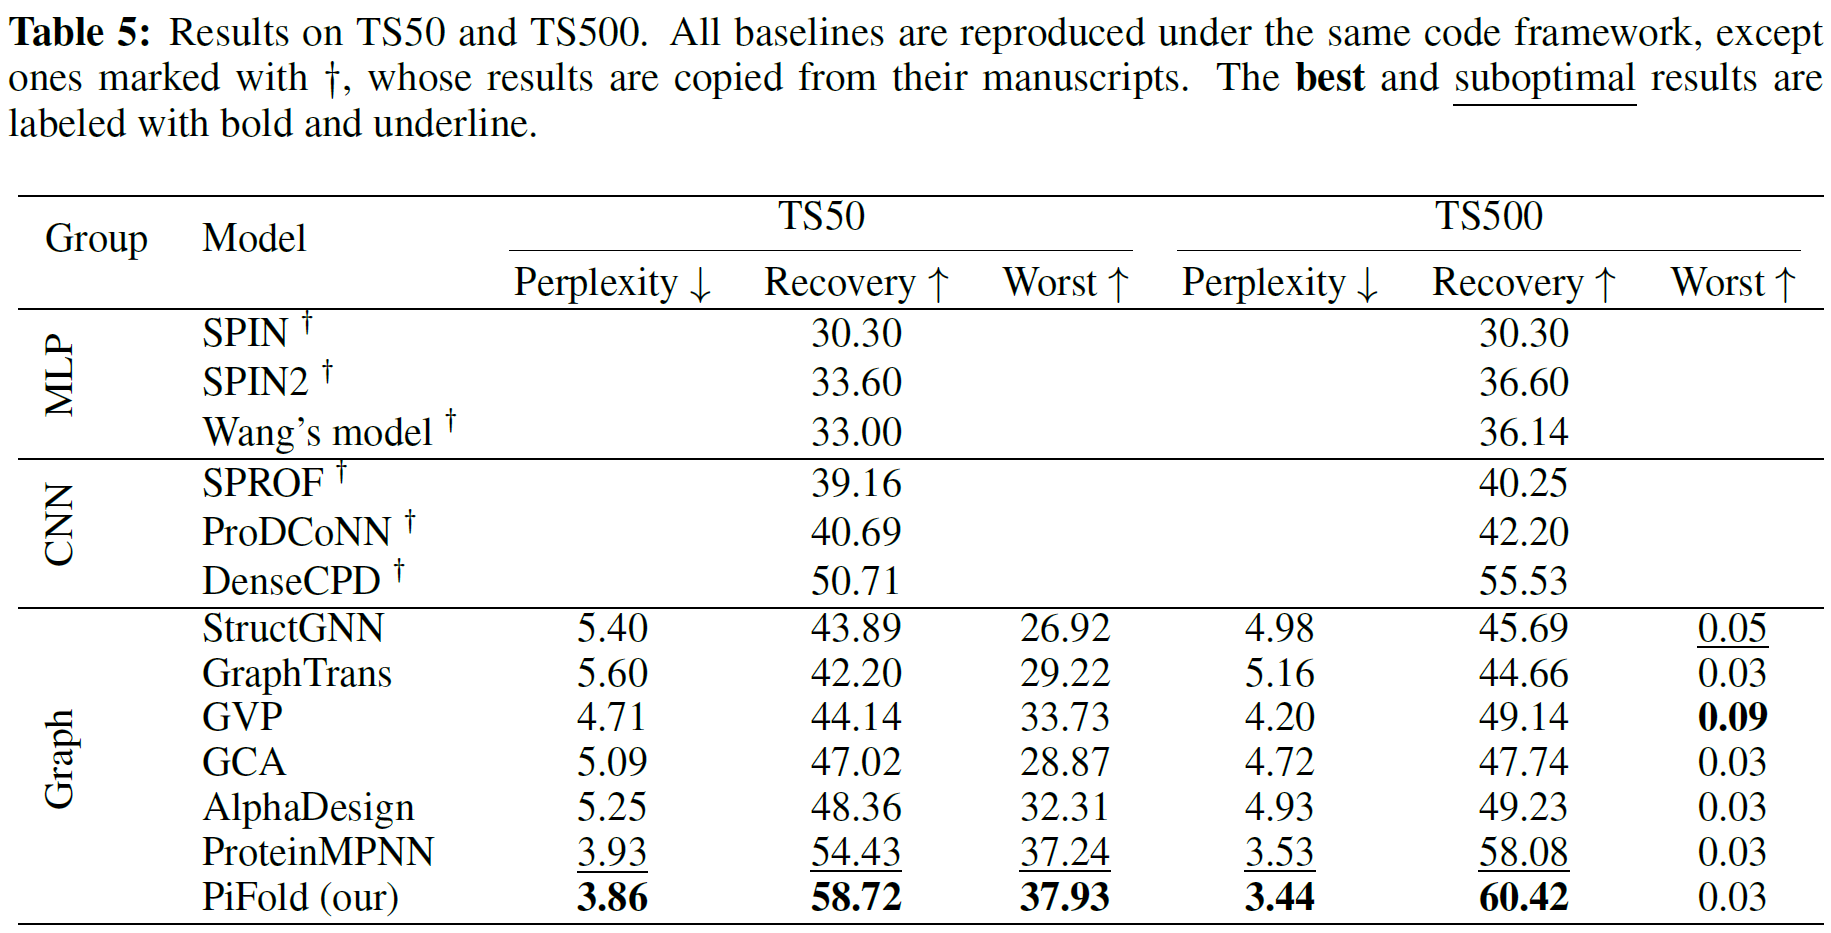 Table 5: Results on TS50 and TS500. All baselines are reproduced under the same code framework, except
ones marked with †, whose results are copied from their manuscripts. The best and suboptimal results are
labeled with bold and underline.
Group Model TS50 TS500
Perplexity ↓ Recovery ↑ Worst ↑ Perplexity ↓ Recovery ↑ Worst ↑
MLP
SPIN † 30.30 30.30
SPIN2 † 33.60 36.60
Wang's model † 33.00 36.14
CNN
SPROF † 39.16 40.25
ProDCoNN † 40.69 42.20
DenseCPD † 50.71 55.53
Graph
StructGNN 5.40 43.89 26.92 4.98 45.69 0.05
GraphTrans 5.60 42.20 29.22 5.16 44.66 0.03
GVP 4.71 44.14 33.73 4.20 49.14 0.09
GCA 5.09 47.02 28.87 4.72 47.74 0.03
AlphaDesign 5.25 48.36 32.31 4.93 49.23 0.03
ProteinMPNN 3.93 54.43 37.24 3.53 58.08 0.03
PiFold (our) 3.86 58.72 37.93 3.44 60.42 0.03